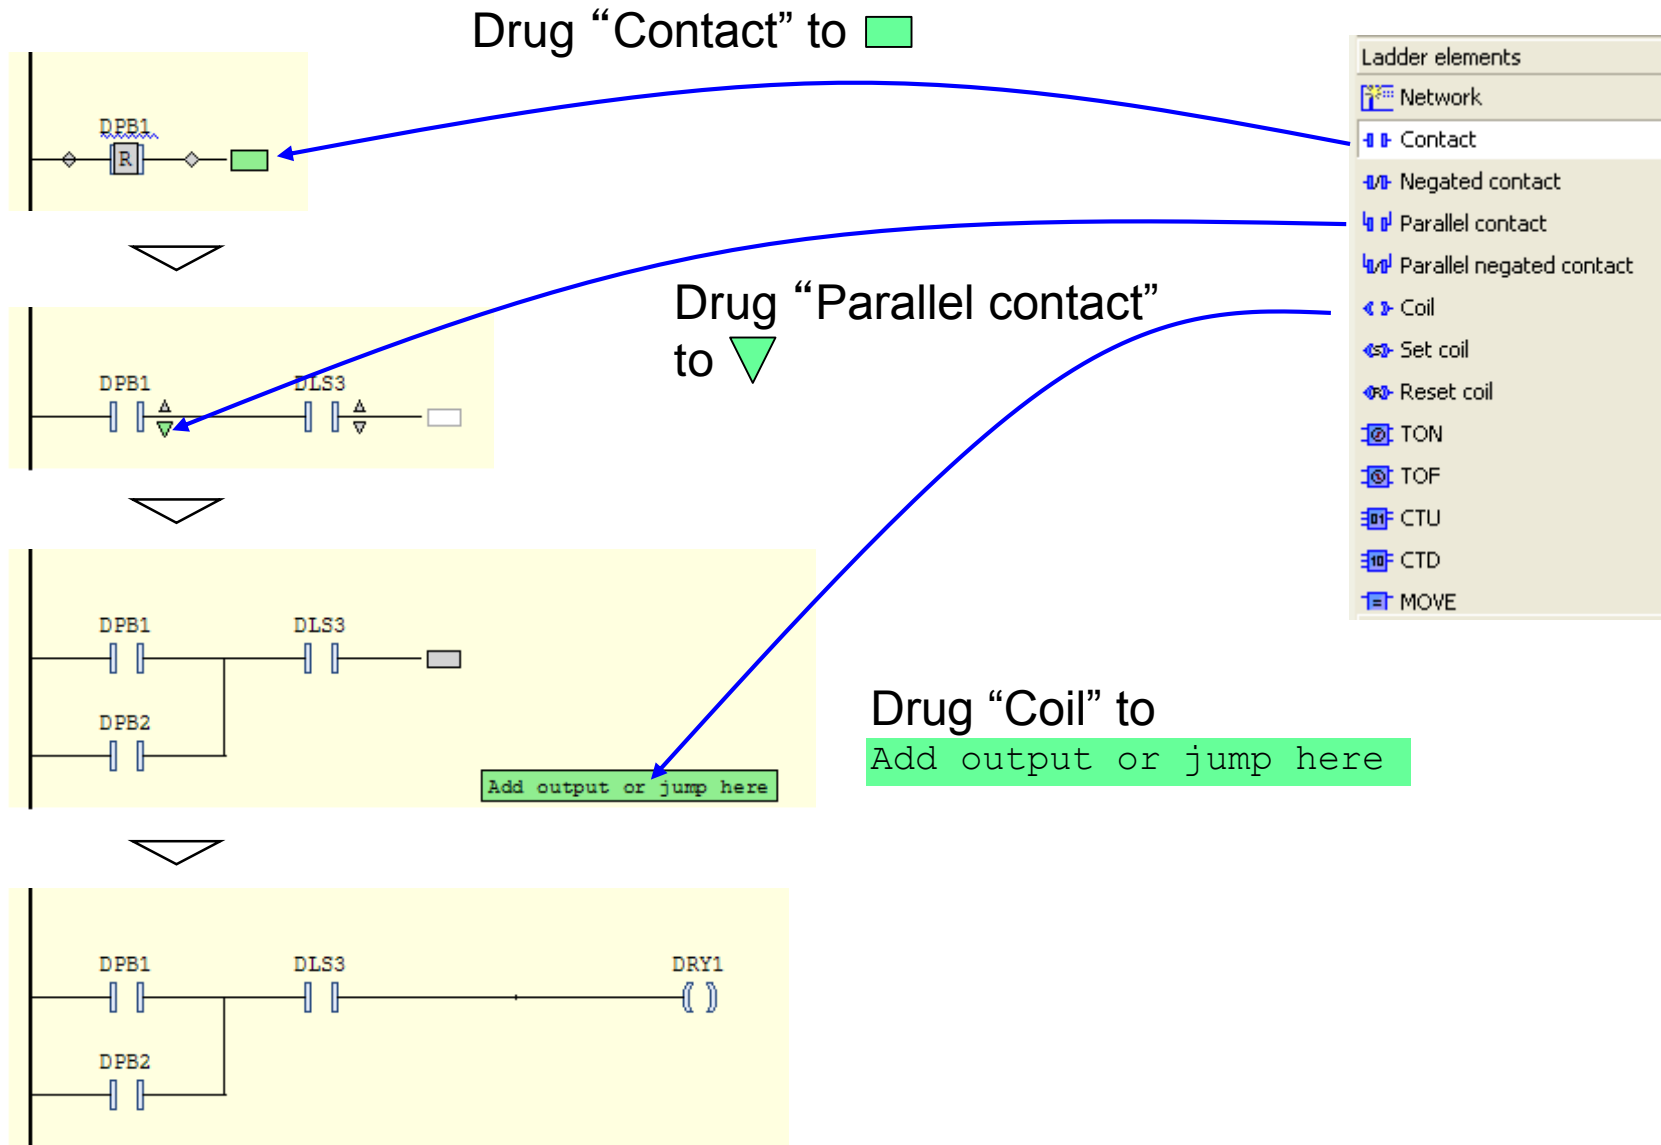 Drug “Contact” to
DPB1
R
Drug “Parallel contact”
to
DPB1 DLS3
DPB1 DLS3
DPB2
Add output or jump here
Drug “Coil” to
Add output or jump here
DPB1 DLS3 DRY1
DPB2
Ladder elements
Network
Contact
Negated contact
Parallel contact
Parallel negated contact
Coil
S Set coil
R Reset coil
TON
TOF
01 CTU
10 CTD
= MOVE